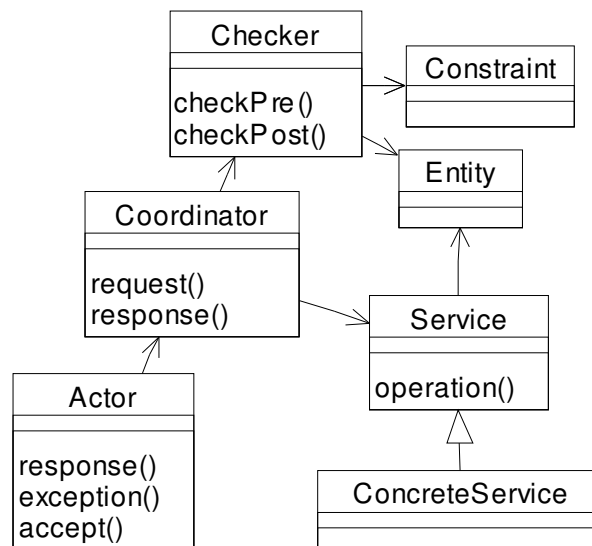 Checker
checkPre()
checkPost()
Constraint
Entity
Coordinator
request()
response()
Service
operation()
Actor
response()
exception()
accept()
ConcreteService